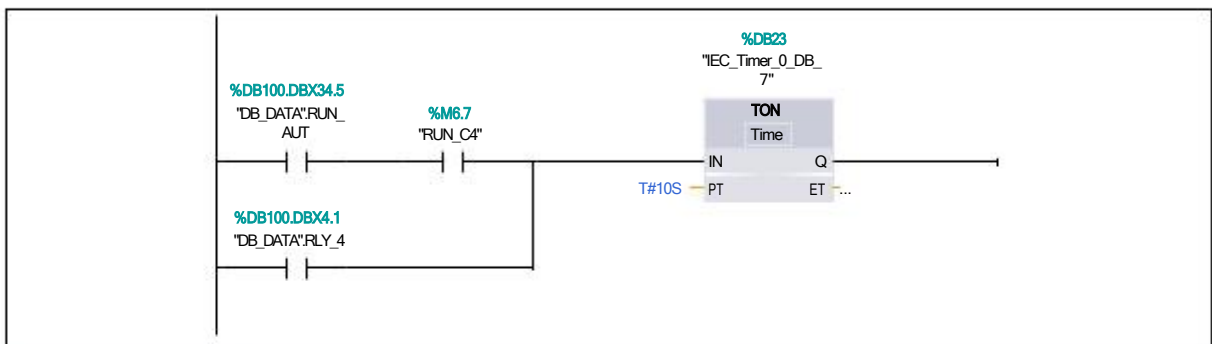 %DB23
"IEC_Timer_0_DB_
7"
%DB100.DBX34.5
"DB_DATA".RUN_
AUT
%M6.7
"RUN_C4"
TON
Time
IN
Q
T#10S
PT
ET
...
%DB100.DBX4.1
"DB_DATA".RLY_4